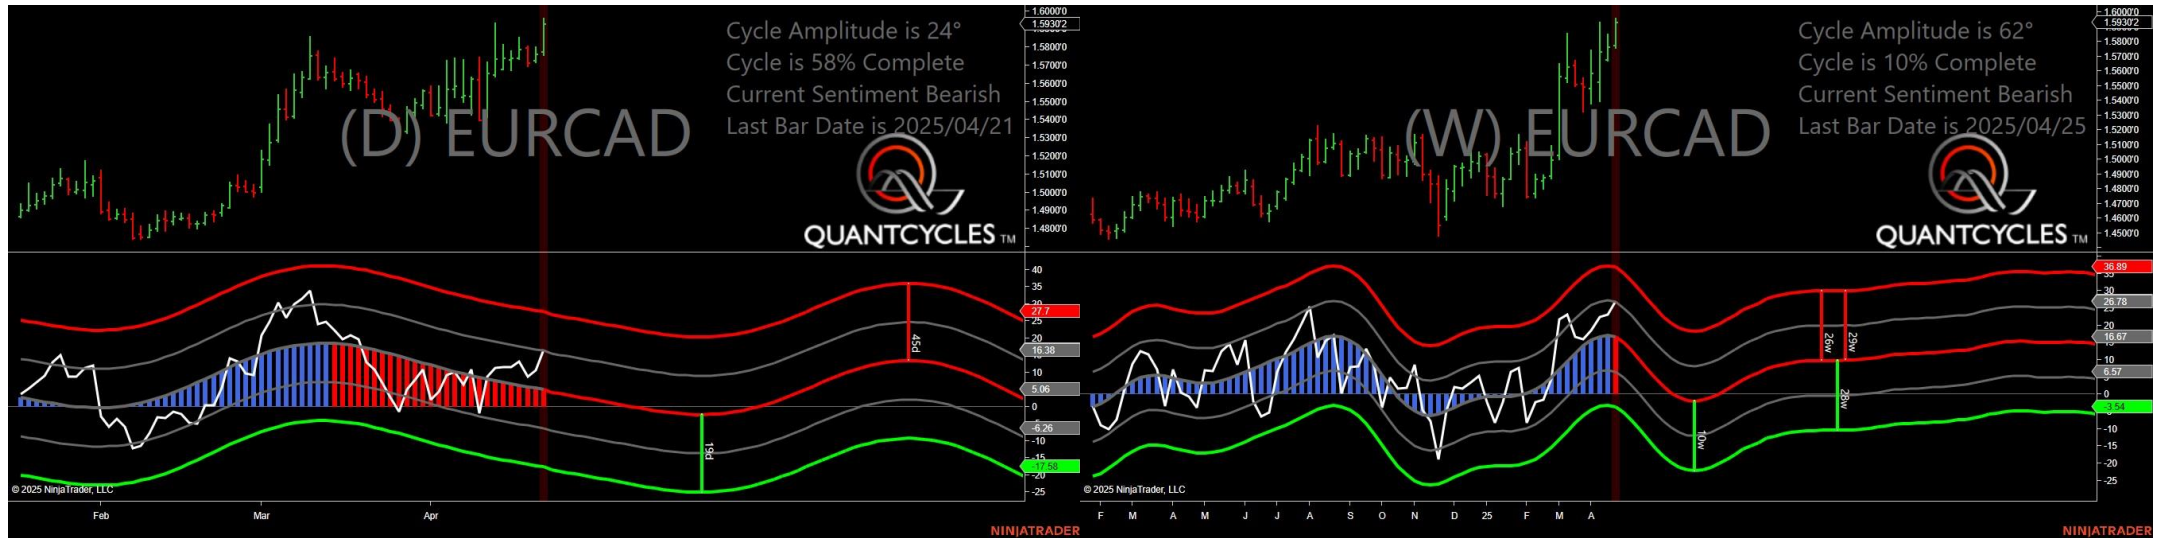 Cycle Amplitude is 24°
Cycle is 58% Complete
Current Sentiment Bearish
Last Bar Date is 2025/04/21
(D) EURCAD
QUANTCYCLES TM
1.6000'0
1.5930'2
1.5800'0
1.5700'0
1.5600'0
1.5500'0
1.5400'0
1.5300'0
1.5200'0
1.5100'0
1.5000'0
1.4900'0
1.4800'0
40
35
30
27.7
25
20
16.38
10
5.06
0
-6.26
-10
-15
-17.58
-20
-25
45d
19d
© 2025 NinjaTrader, LLC
Feb Mar Apr
NINJATRADER
Cycle Amplitude is 62°
Cycle is 10% Complete
Current Sentiment Bearish
Last Bar Date is 2025/04/25
(W) EURCAD
QUANTCYCLES TM
1.6000'0
1.5930'2
1.5800'0
1.5700'0
1.5600'0
1.5400'0
1.5300'0
1.5200'0
1.5100'0
1.5000'0
1.4900'0
1.4800'0
1.4700'0
1.4600'0
1.4500'0
36.89
35
30
26.78
20
16.67
10
6.57
0
-3.54
-10
-15
-20
-25
26w
29w
28w
10w
© 2025 NinjaTrader, LLC
F M A M J J A S O N D 25 F M A
NINJATRADER